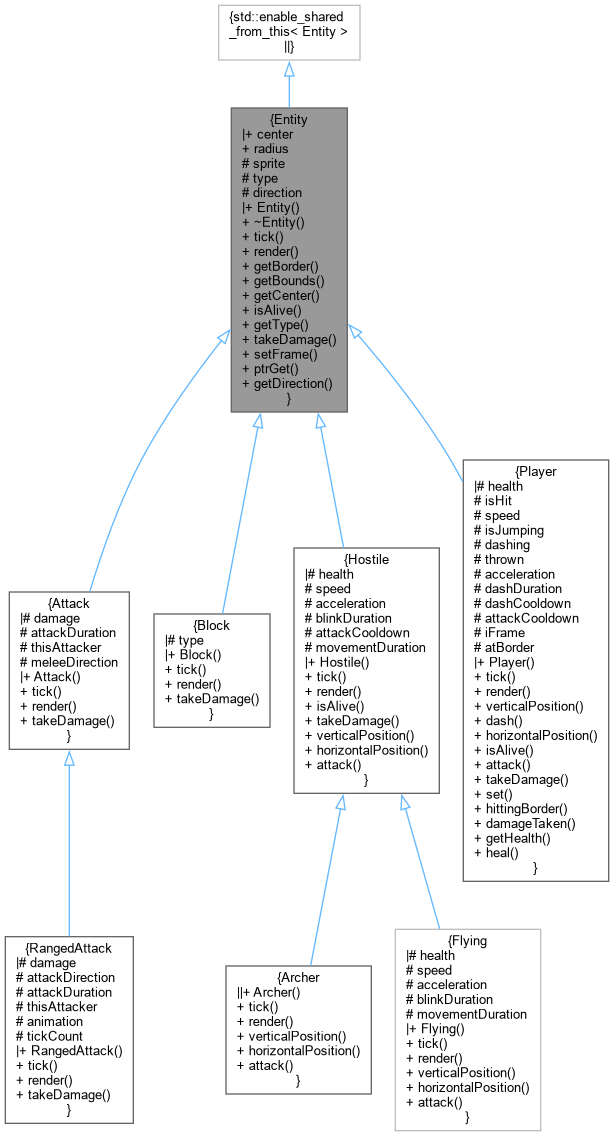 {std::enable_shared
_from_this< Entity >
||}
{Entity
|+ center
+ radius
# sprite
# type
# direction
|+ Entity()
+ ~Entity()
+ tick()
+ render()
+ getBorder()
+ getBounds()
+ getCenter()
+ isAlive()
+ getType()
+ takeDamage()
+ setFrame()
+ ptrGet()
+ getDirection()
}
{Attack
|# damage
# attackDuration
# thisAttacker
# meleeDirection
|+ Attack()
+ tick()
+ render()
+ takeDamage()
}
{Block
|# type
|+ Block()
+ tick()
+ render()
+ takeDamage()
}
{Hostile
|# health
# speed
# acceleration
# blinkDuration
# attackCooldown
# movementDuration
|+ Hostile()
+ tick()
+ render()
+ isAlive()
+ takeDamage()
+ verticalPosition()
+ horizontalPosition()
+ attack()
}
{Player
|# health
# isHit
# speed
# isJumping
# dashing
# thrown
# acceleration
# dashDuration
# dashCooldown
# attackCooldown
# iFrame
# atBorder
|+ Player()
+ tick()
+ render()
+ verticalPosition()
+ dash()
+ horizontalPosition()
+ isAlive()
+ attack()
+ takeDamage()
+ set()
+ hittingBorder()
+ damageTaken()
+ getHealth()
+ heal()
}
{RangedAttack
|# damage
# attackDirection
# attackDuration
# thisAttacker
# animation
# tickCount
|+ RangedAttack()
+ tick()
+ render()
+ takeDamage()
}
{Archer
||+ Archer()
+ tick()
+ render()
+ verticalPosition()
+ horizontalPosition()
+ attack()
}
{Flying
|# health
# speed
# acceleration
# blinkDuration
# movementDuration
|+ Flying()
+ tick()
+ render()
+ verticalPosition()
+ horizontalPosition()
+ attack()
}